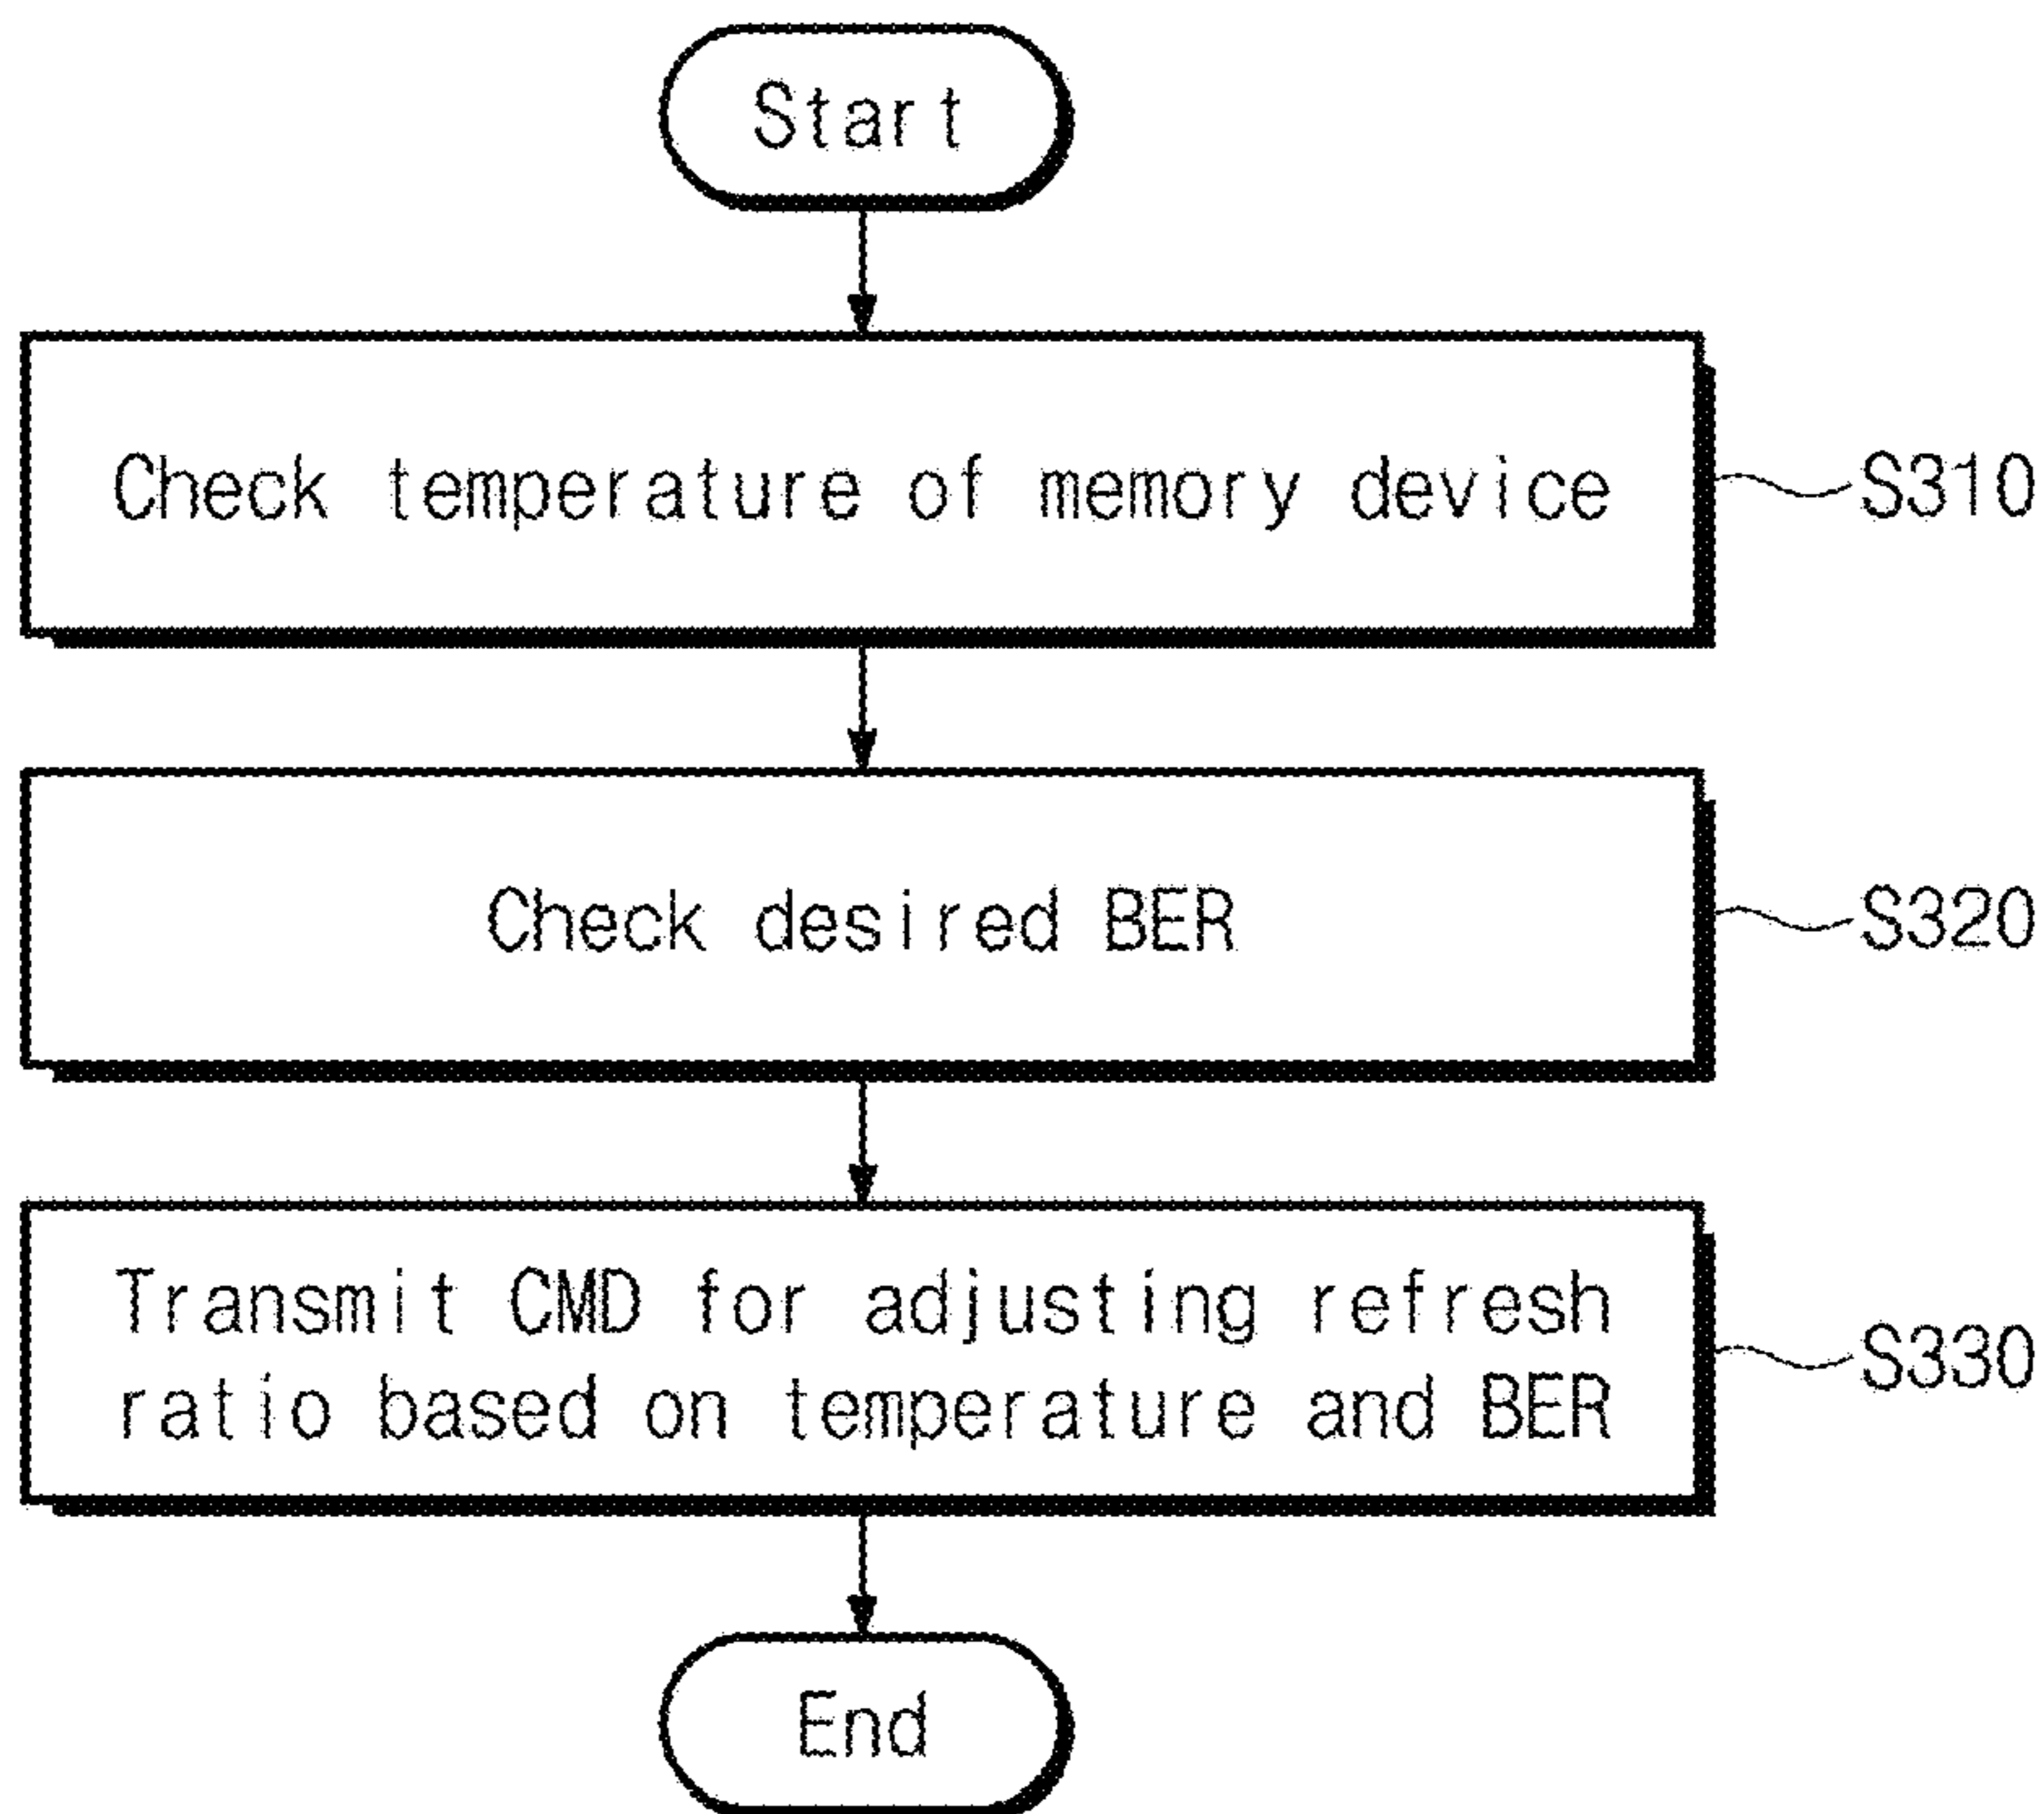 Start
Check temperature of memory device
S310
Check desired BER
S320
Transmit CMD for adjusting refresh
ratio based on temperature and BER
S330
End